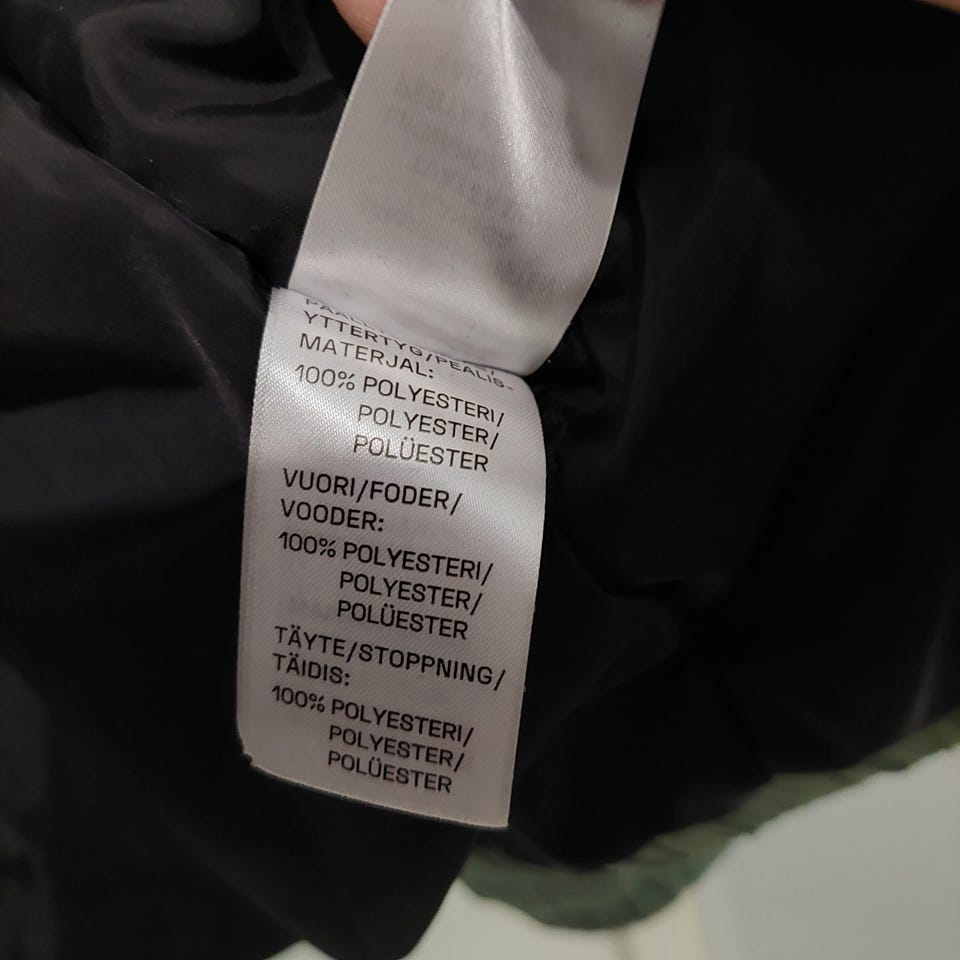 YTTERTYG/PEALIS-
MATERJAL:
100% POLYESTERI/
POLYESTER/
POLÜESTER
VUORI/FODER/
VOODER:
100% POLYESTERI/
POLYESTER/
POLÜESTER
TÄYTE/STOPPNING/
TÄIDIS:
100% POLYESTERI/
POLYESTER/
POLÜESTER